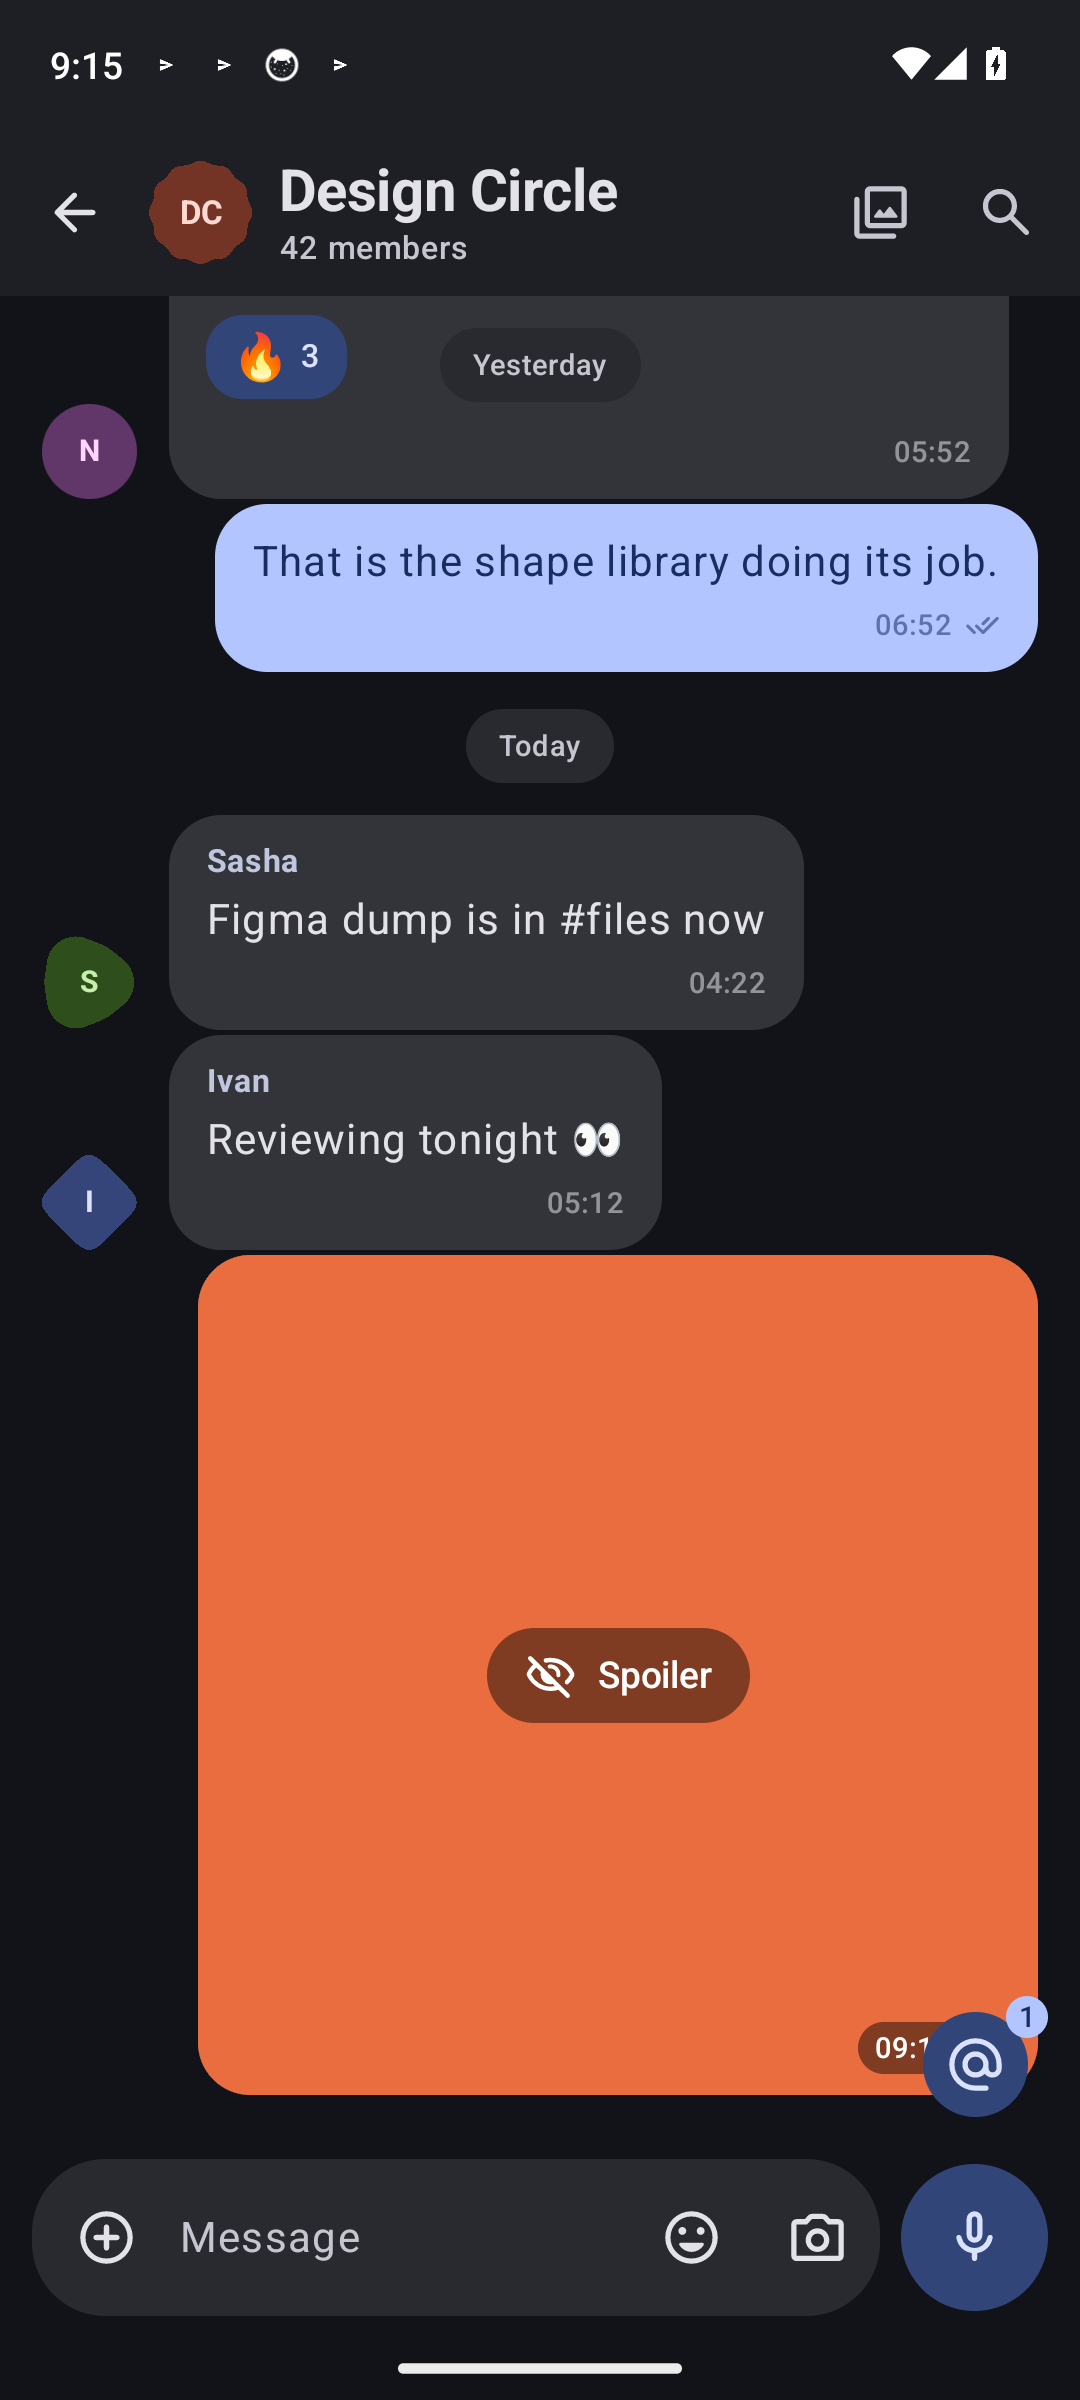 9:15
DC
Design Circle
42 members
🔥 3
Yesterday
N
05:52
That is the shape library doing its job.
06:52
Today
Sasha
Figma dump is in #files now
S
04:22
Ivan
Reviewing tonight 👀
I
05:12
Spoiler
1
@
Message